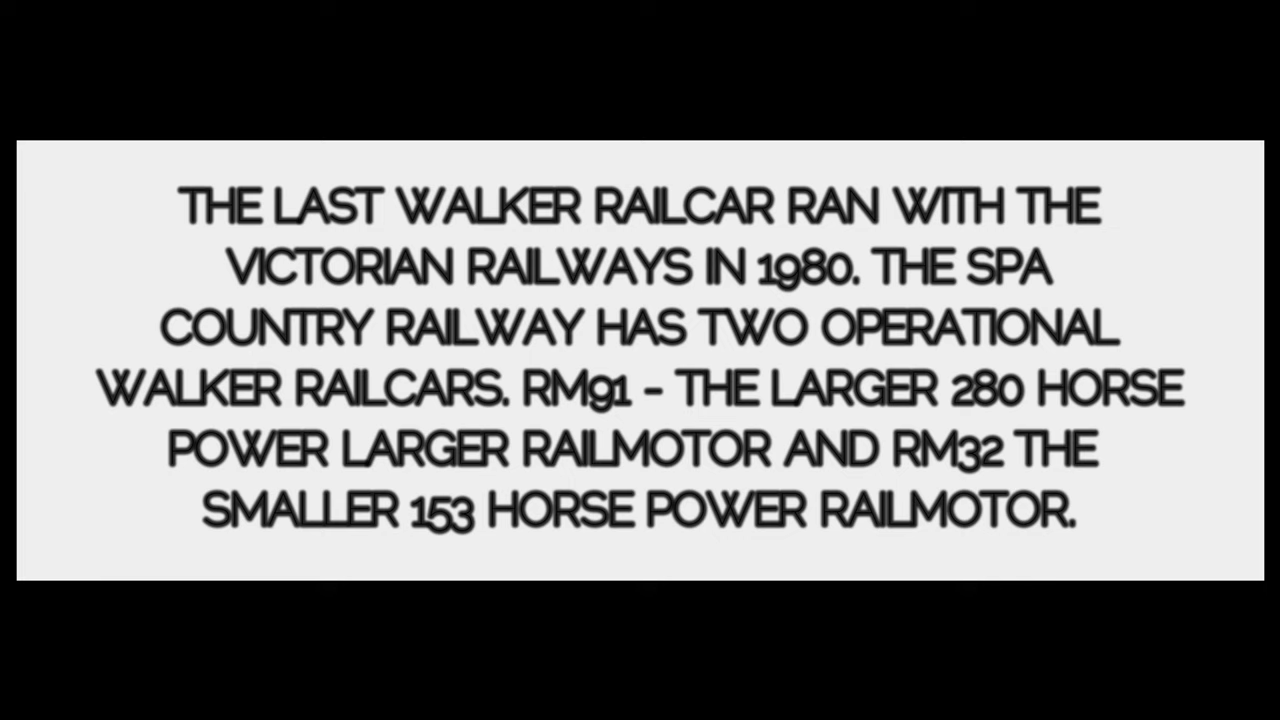 THE LAST WALKER RAILCAR RAN WITH THE
VICTORIAN RAILWAYS IN 1980. THE SPA
COUNTRY RAILWAY HAS TWO OPERATIONAL
WALKER RAILCARS. RM91 - THE LARGER 280 HORSE
POWER LARGER RAILMOTOR AND RM32 THE
SMALLER 153 HORSE POWER RAILMOTOR.